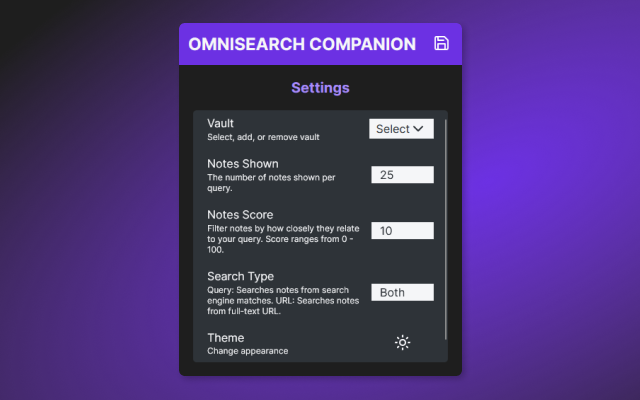 OMNISEARCH COMPANION
Settings
Vault
Select, add, or remove vault
Select
Notes Shown
The number of notes shown per
query.
25
Notes Score
Filter notes by how closely they relate
to your query. Score ranges from 0 -
100.
10
Search Type
Query: Searches notes from search
engine matches. URL: Searches notes
from full-text URL.
Both
Theme
Change appearance